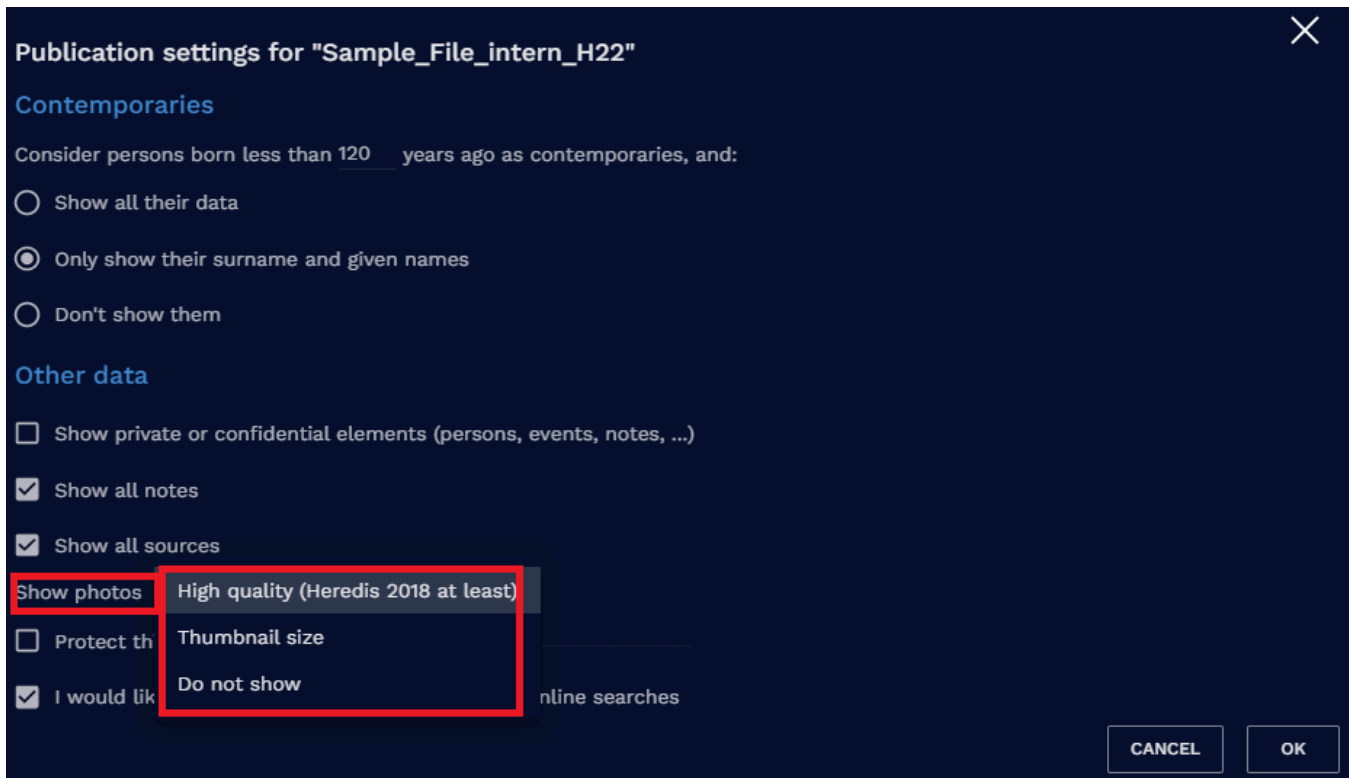 Publication settings for "Sample_File_intern_H22"
Contemporaries
Consider persons born less than 120 years ago as contemporaries, and:
Show all their data
Only show their surname and given names
Don't show them
Other data
Show private or confidential elements (persons, events, notes, ...)
Show all notes
Show all sources
Show photos High quality (Heredis 2018 at least)
Thumbnail size
Protect
Do not show
I would nline searches
CANCEL OK